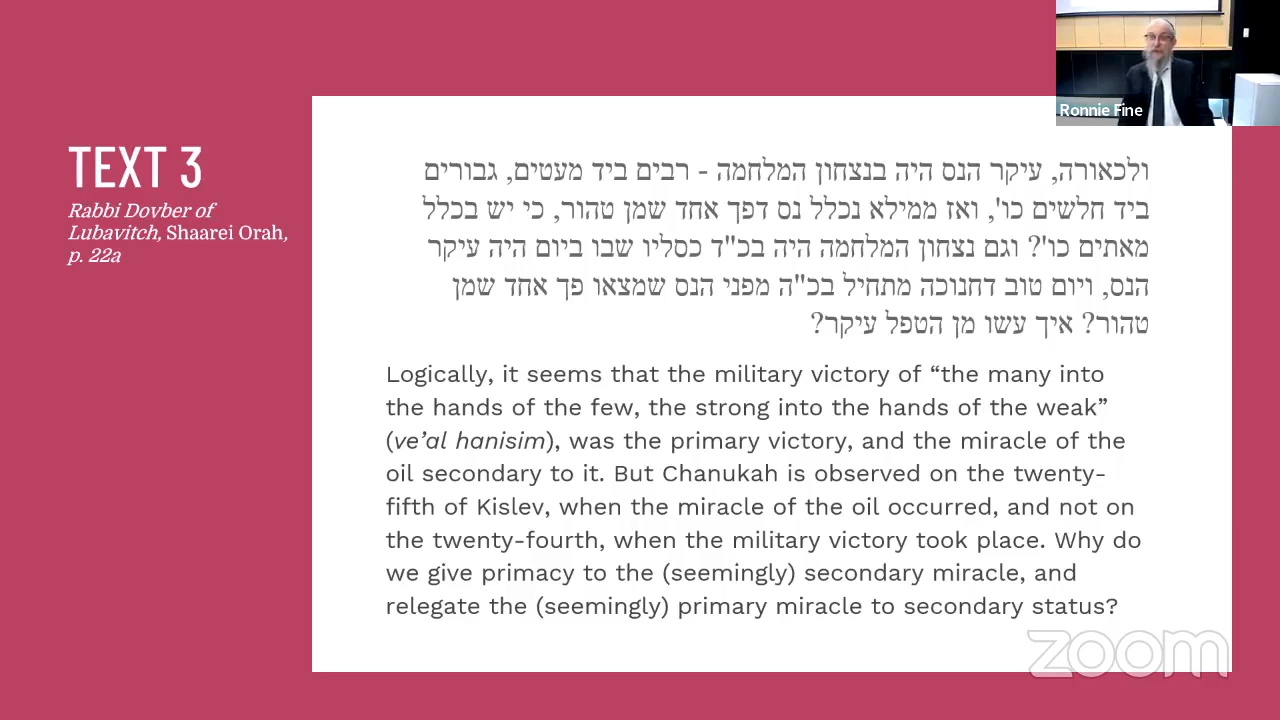 Ronnie Fine
TEXT 3
Rabbi Dovber of
Lubavitch, Shaarei Orah,
p. 22a
ולכאורה, עיקר הנס היה בנצחון המלחמה - רבים ביד מעטים, גבורים
ביד חלשים כו', ואז ממילא נכלל נס דפך אחד שמן טהור, כי יש בכלל
מאתים כו'? וגם נצחון המלחמה היה בכ"ד כסליו שבו ביום היה עיקר
הנס, ויום טוב דחנוכה מתחיל בכ"ה מפני הנס שמצאו פך אחד שמן
טהור? איך עשו מן הטפל עיקר?
Logically, it seems that the military victory of “the many into
the hands of the few, the strong into the hands of the weak”
(ve’al hanisim), was the primary victory, and the miracle of the
oil secondary to it. But Chanukah is observed on the twenty-
fifth of Kislev, when the miracle of the oil occurred, and not on
the twenty-fourth, when the military victory took place. Why do
we give primacy to the (seemingly) secondary miracle, and
relegate the (seemingly) primary miracle to secondary status?
zoom